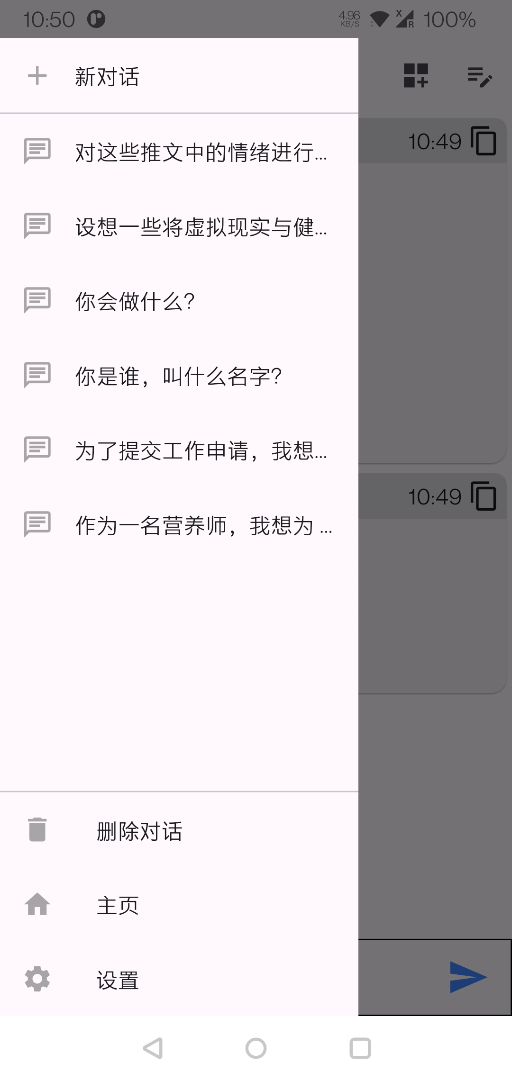 10:50
4.96
KB/S
X
R
100%
新对话
10:49
对这些推文中的情绪进行...
设想一些将虚拟现实与健...
你会做什么?
你是谁，叫什么名字?
为了提交工作申请，我想...
10:49
作为一名营养师，我想为 ...
删除对话
主页
设置